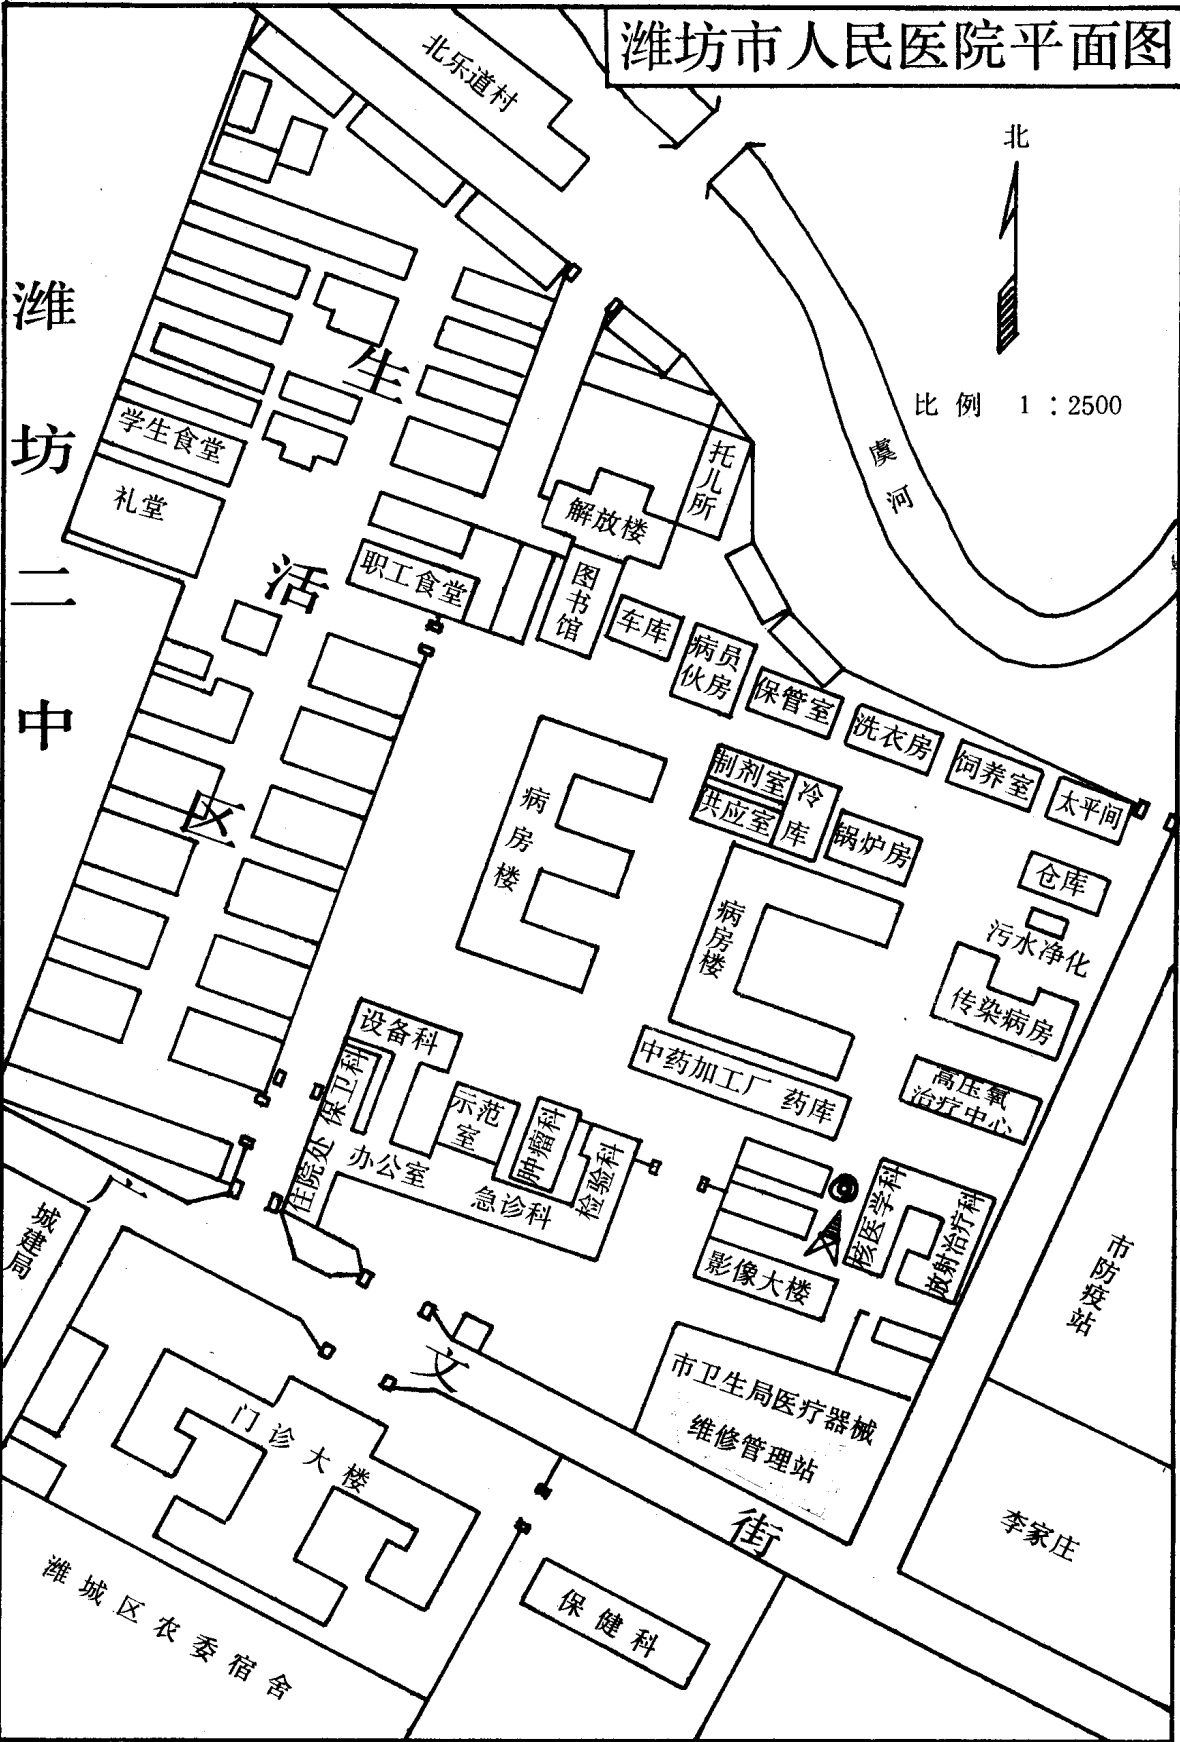 潍坊市人民医院平面图
北
比例 1：2500
北乐道村
虞河
潍坊二中
生活区
学生食堂
礼堂
托儿所
解放楼
职工食堂
图书馆
车库
病员
伙房
保管室
洗衣房
饲养室
太平间
制剂室
供应室
冷库
锅炉房
仓库
污水净化
传染病房
病房楼
病房楼
设备科
保卫科
中药加工厂 药库
高压氧
治疗中心
示范室
肿瘤科
检验科
住院处
办公室
急诊科
核医学科
放射治疗科
影像大楼
城建局
广文街
市防疫站
市卫生局医疗器械
维修管理站
门诊大楼
李家庄
保健科
潍城区农委宿舍